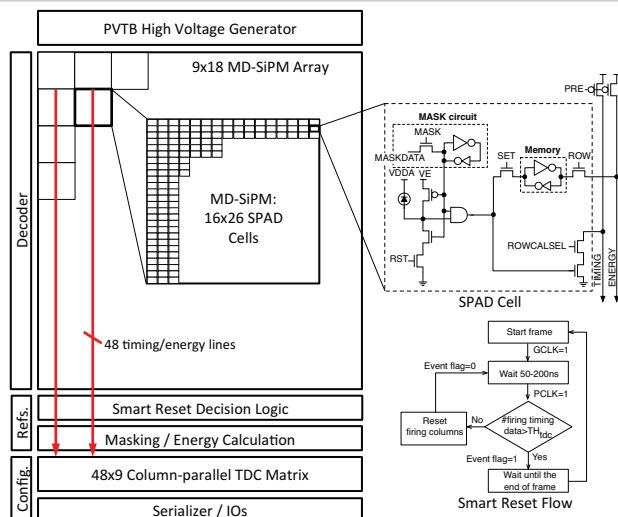 PVTB High Voltage Generator
Decoder
9x18 MD-SiPM Array
MD-SiPM:
16x26 SPAD
Cells
48 timing/energy lines
Refs.
Smart Reset Decision Logic
Masking / Energy Calculation
Config.
48x9 Column-parallel TDC Matrix
Serializer / IOs
PRE
MASK circuit
MASK
MASKDATA
VDDA VE
SET
Memory
ROW
RST
ROWCALSEL
TIMING
ENERGY
SPAD Cell
Start frame
GCLK=1
Event flag=0
Wait 50-200ns
PCLK=1
Reset
firing columns
No
#firing timing
data>THtdc
Event flag=1
Yes
Wait until the
end of frame
Smart Reset Flow